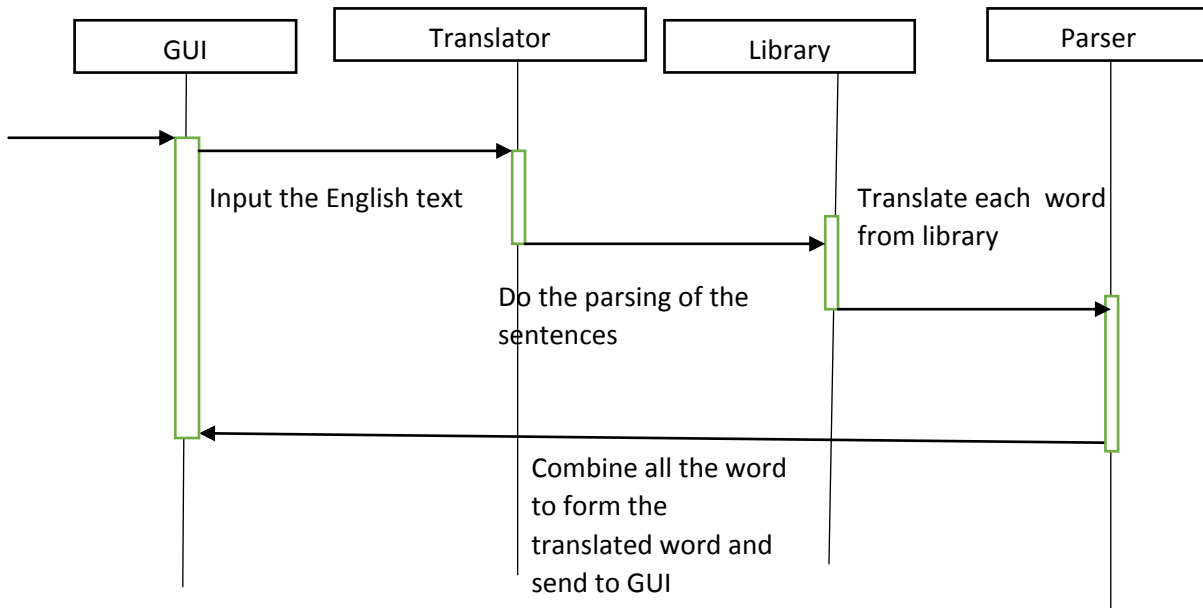 GUI
Translator
Library
Parser
Input the English text
Translate each word
from library
Do the parsing of the
sentences
Combine all the word
to form the
translated word and
send to GUI